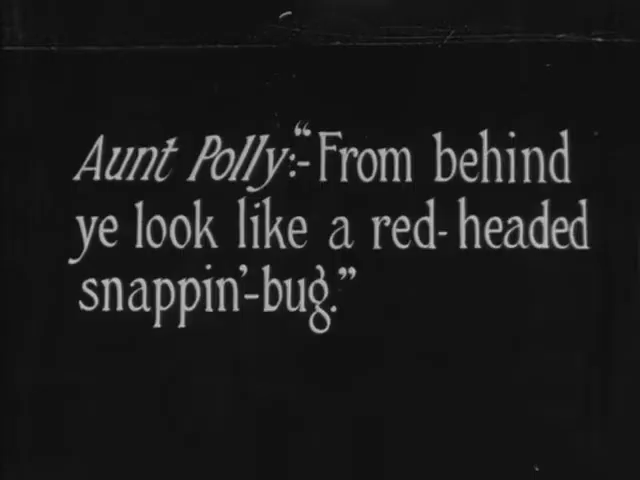 Aunt Polly:-"From behind
ye look like a red-headed
snappin'-bug."